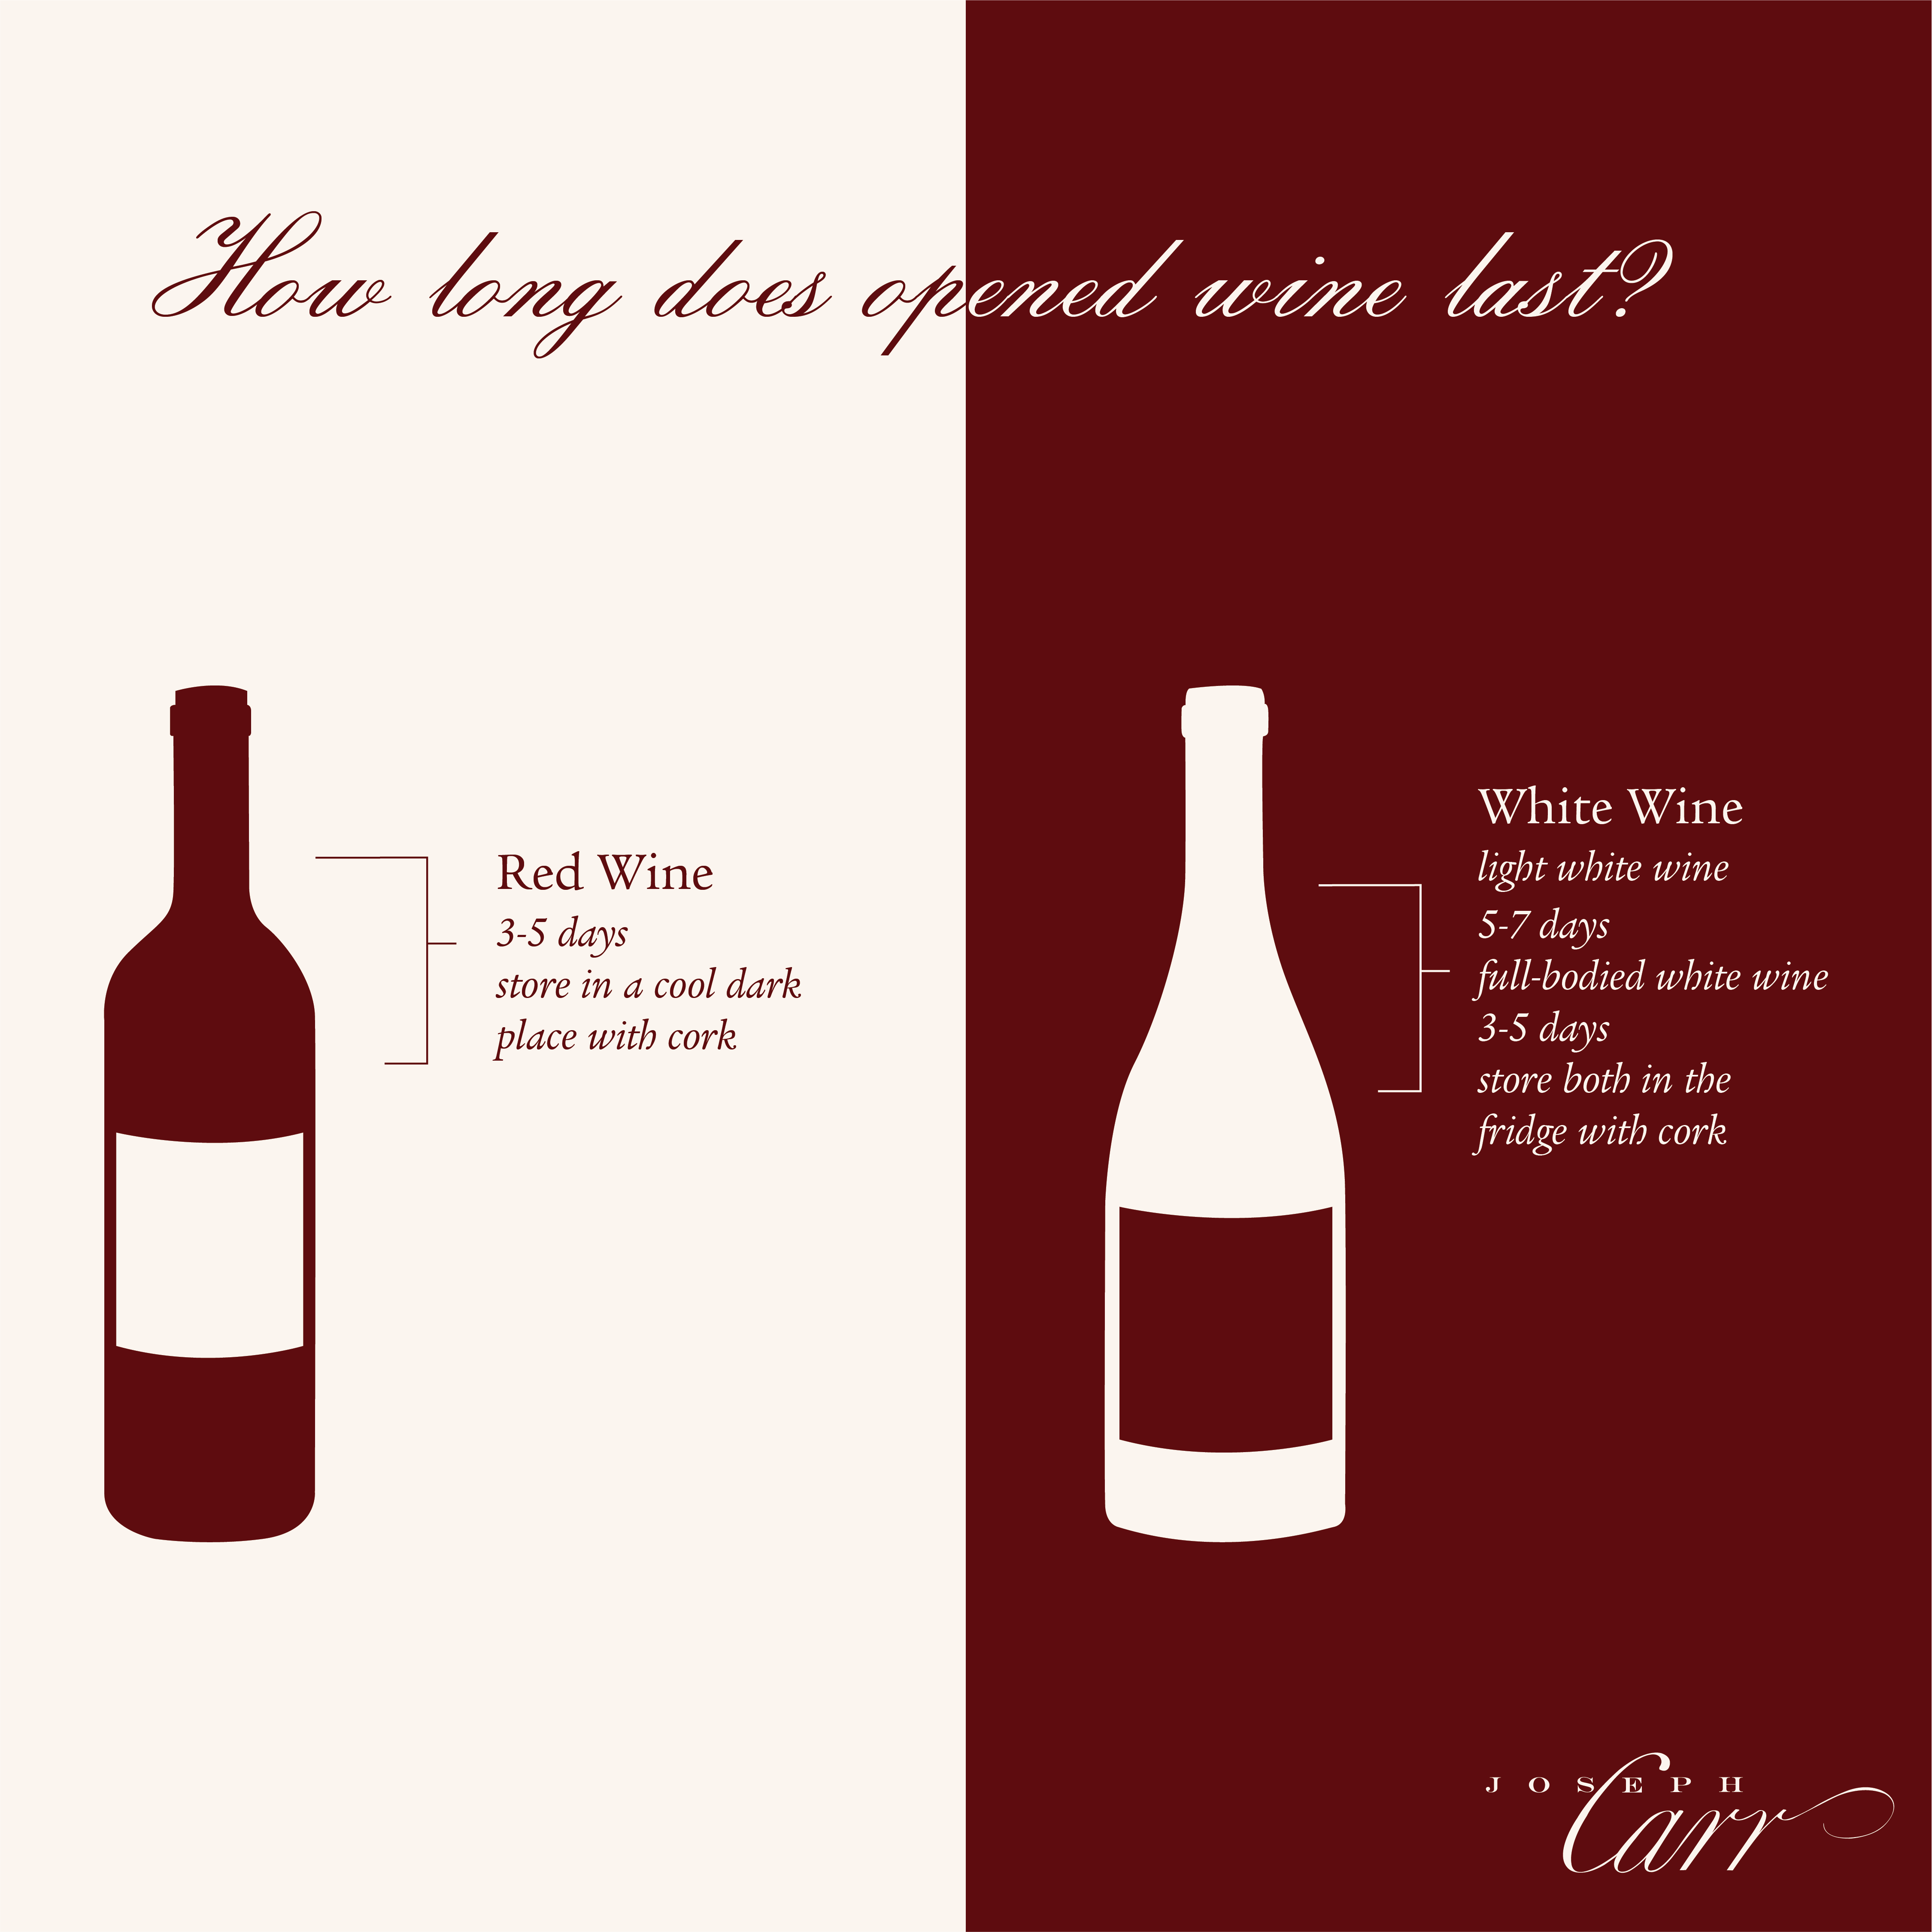 How long does opened wine last?
Red Wine
3-5 days
store in a cool dark
place with cork
White Wine
light white wine
5-7 days
full-bodied white wine
3-5 days
store both in the
fridge with cork
JOSEPH
Carr